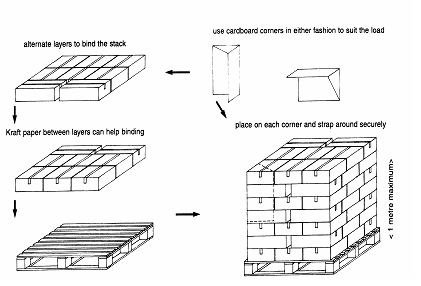 use cardboard corners in either fashion to suit the load
alternate layers to bind the stack
place on each corner and strap around securely
Kraft paper between layers can help binding
< 1 metre maximum>